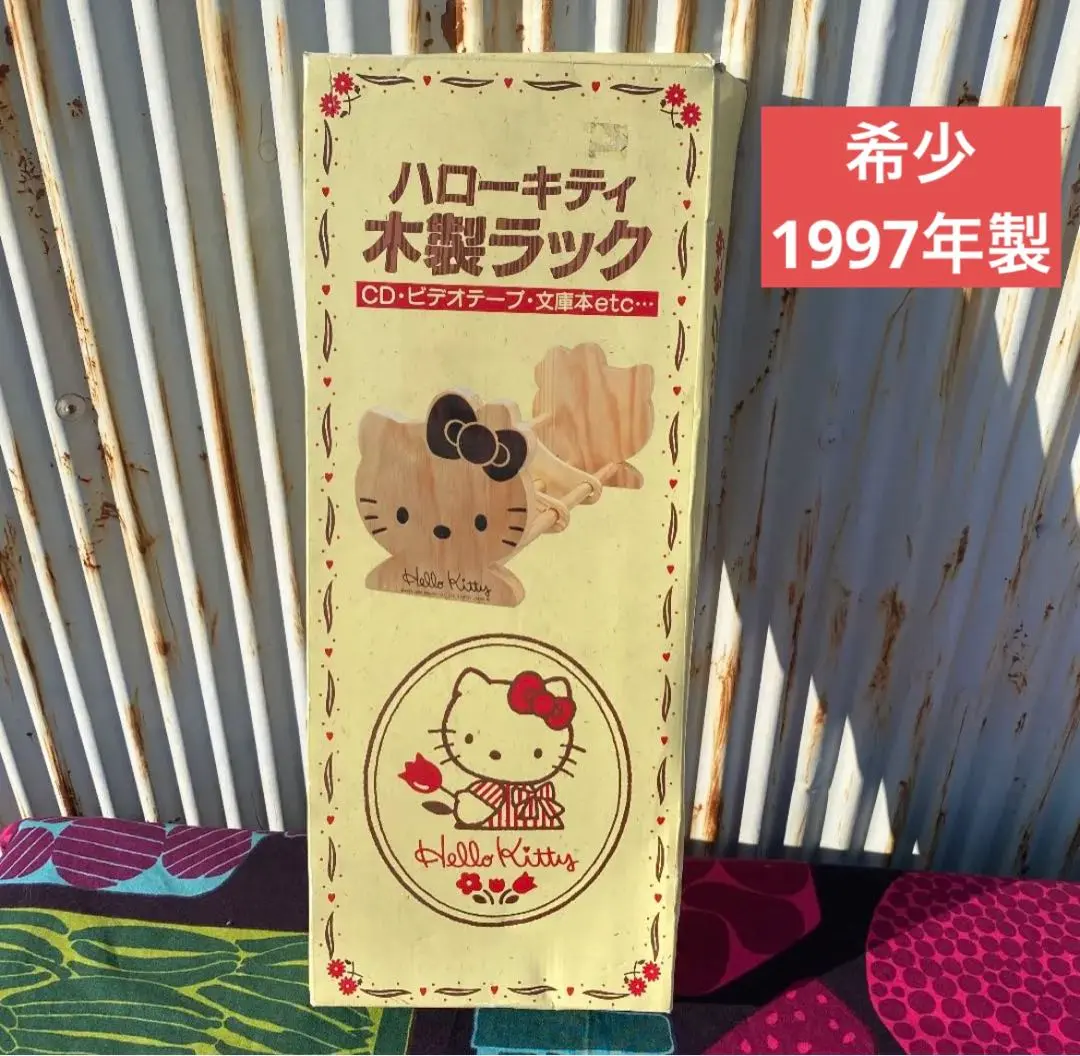 ハローキティ
木製ラック
CD・ビデオテープ・文庫本etc…
Hello Kitty
Hello Kitty
希少
1997年製